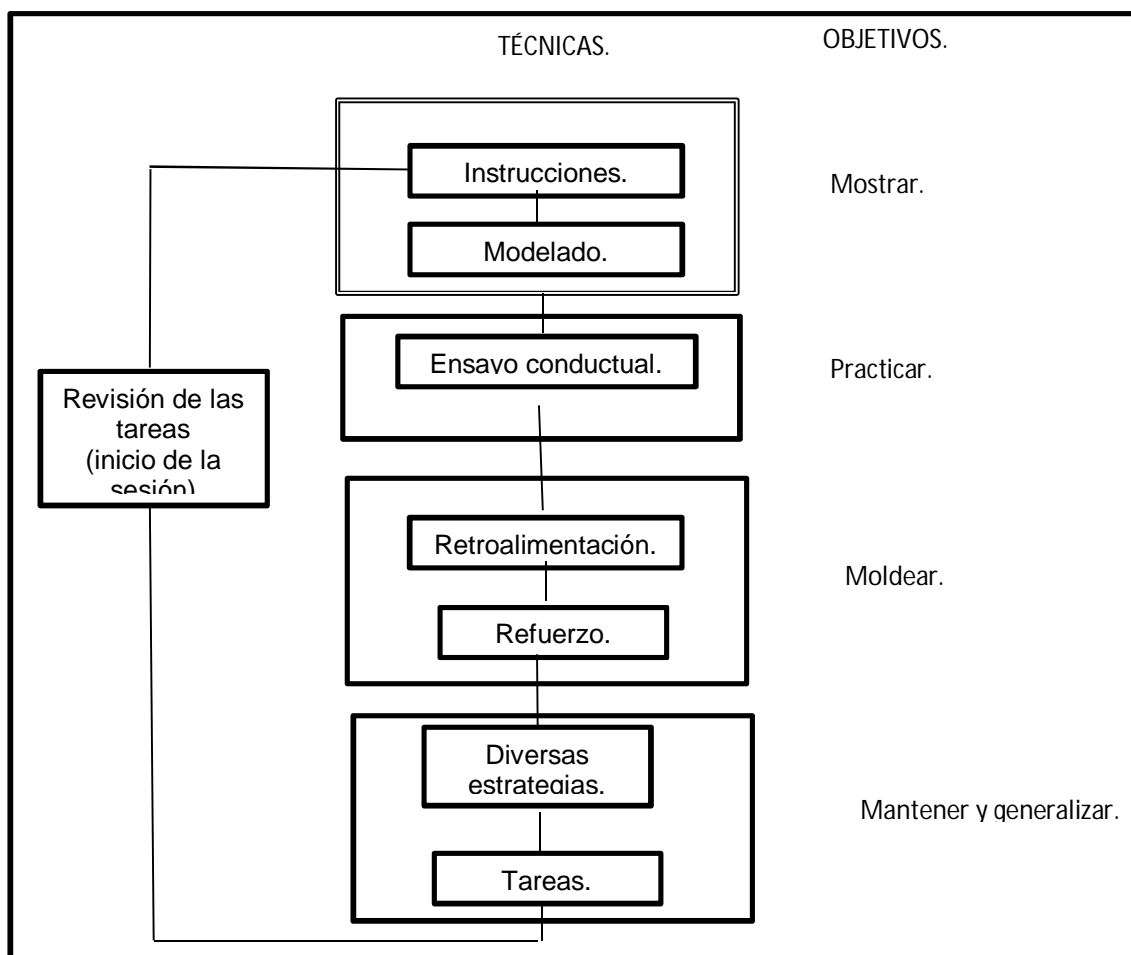 TÉCNICAS.
OBJETIVOS.
Instrucciones.
Mostrar.
Modelado.
Ensayo conductual.
Practicar.
Revisión de las
tareas
(inicio de la
sesión)
Retroalimentación.
Moldear.
Refuerzo.
Diversas
estrategias.
Mantener y generalizar.
Tareas.